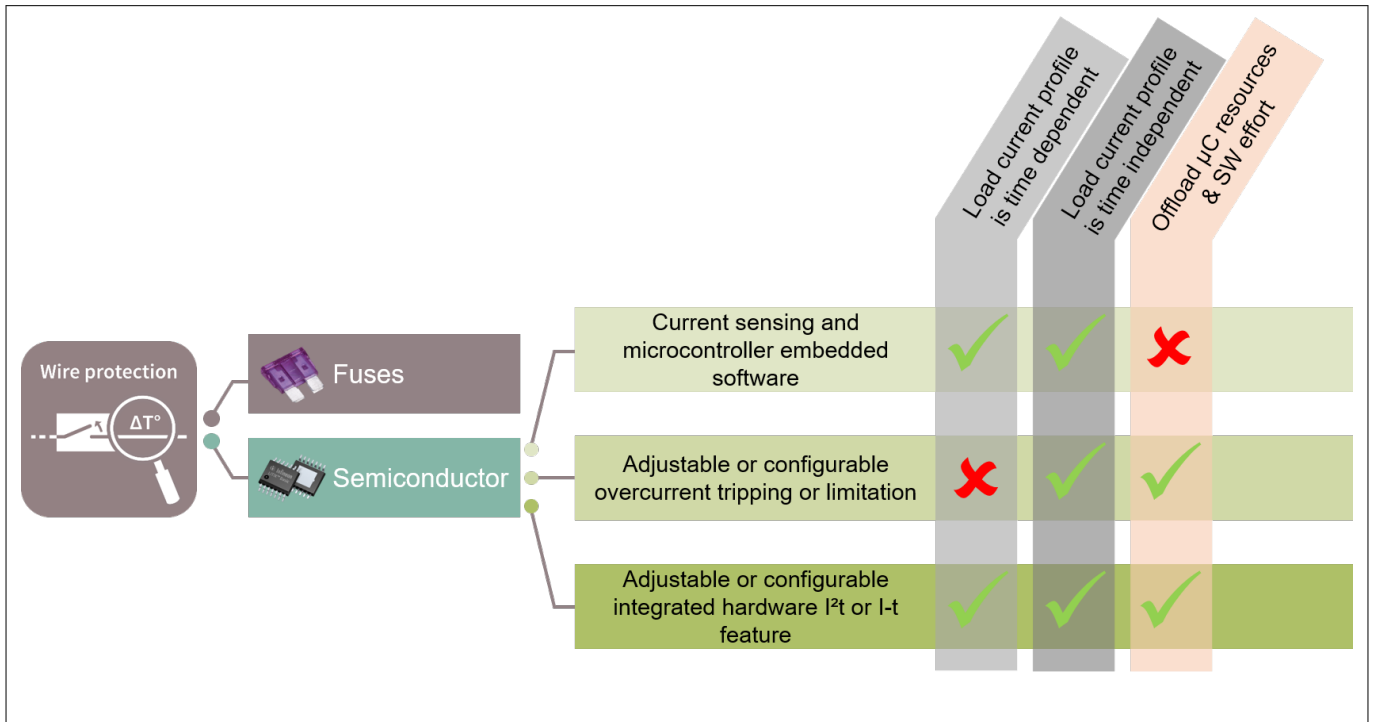 Load current profile
is time dependent
Load current profile
is time independent
Offload µC resources
& SW effort
Wire protection
ΔT°
Fuses
Semiconductor
Current sensing and
microcontroller embedded
software
Adjustable or configurable
overcurrent tripping or limitation
Adjustable or configurable
integrated hardware I²t or I-t
feature